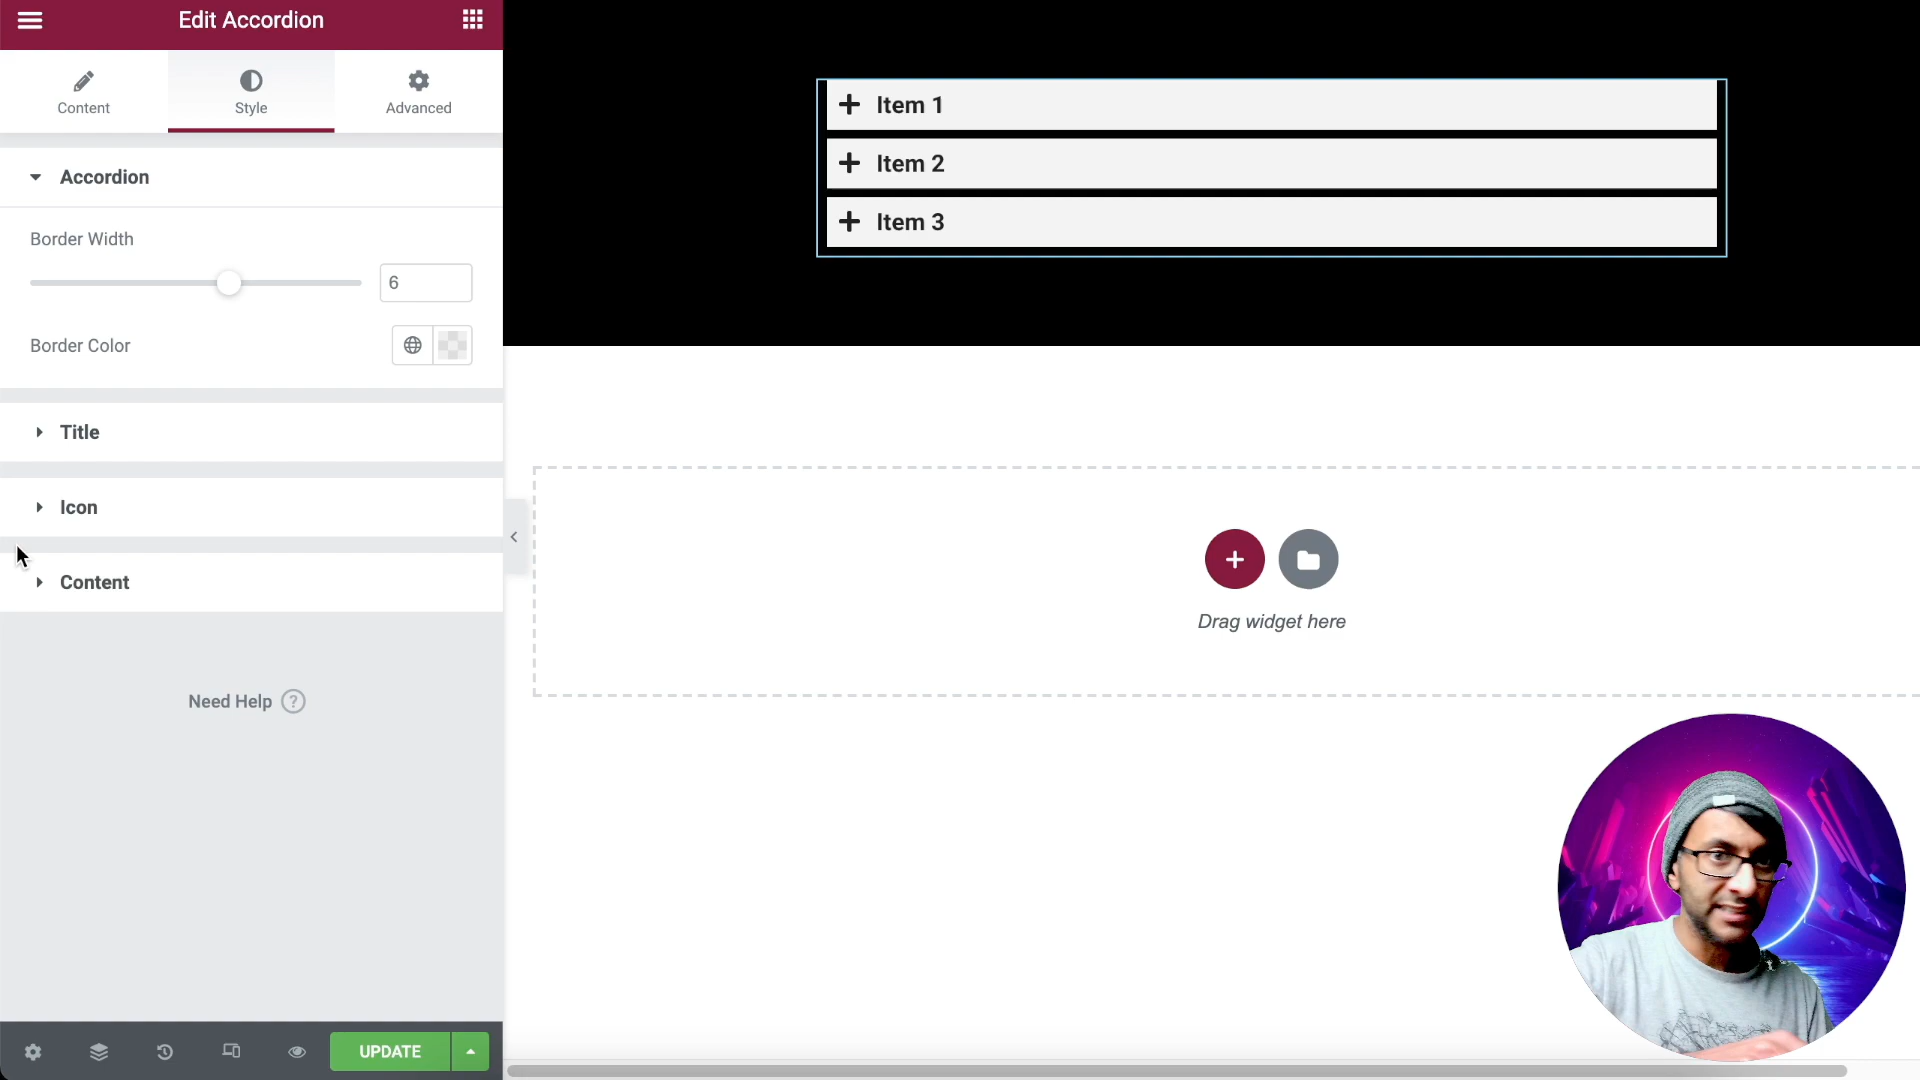 Edit Accordion
Content
Style
Advanced
Accordion
Border Width
6
Border Color
Title
Icon
Content
Need Help ?
UPDATE
Item 1
Item 2
Item 3
Drag widget here